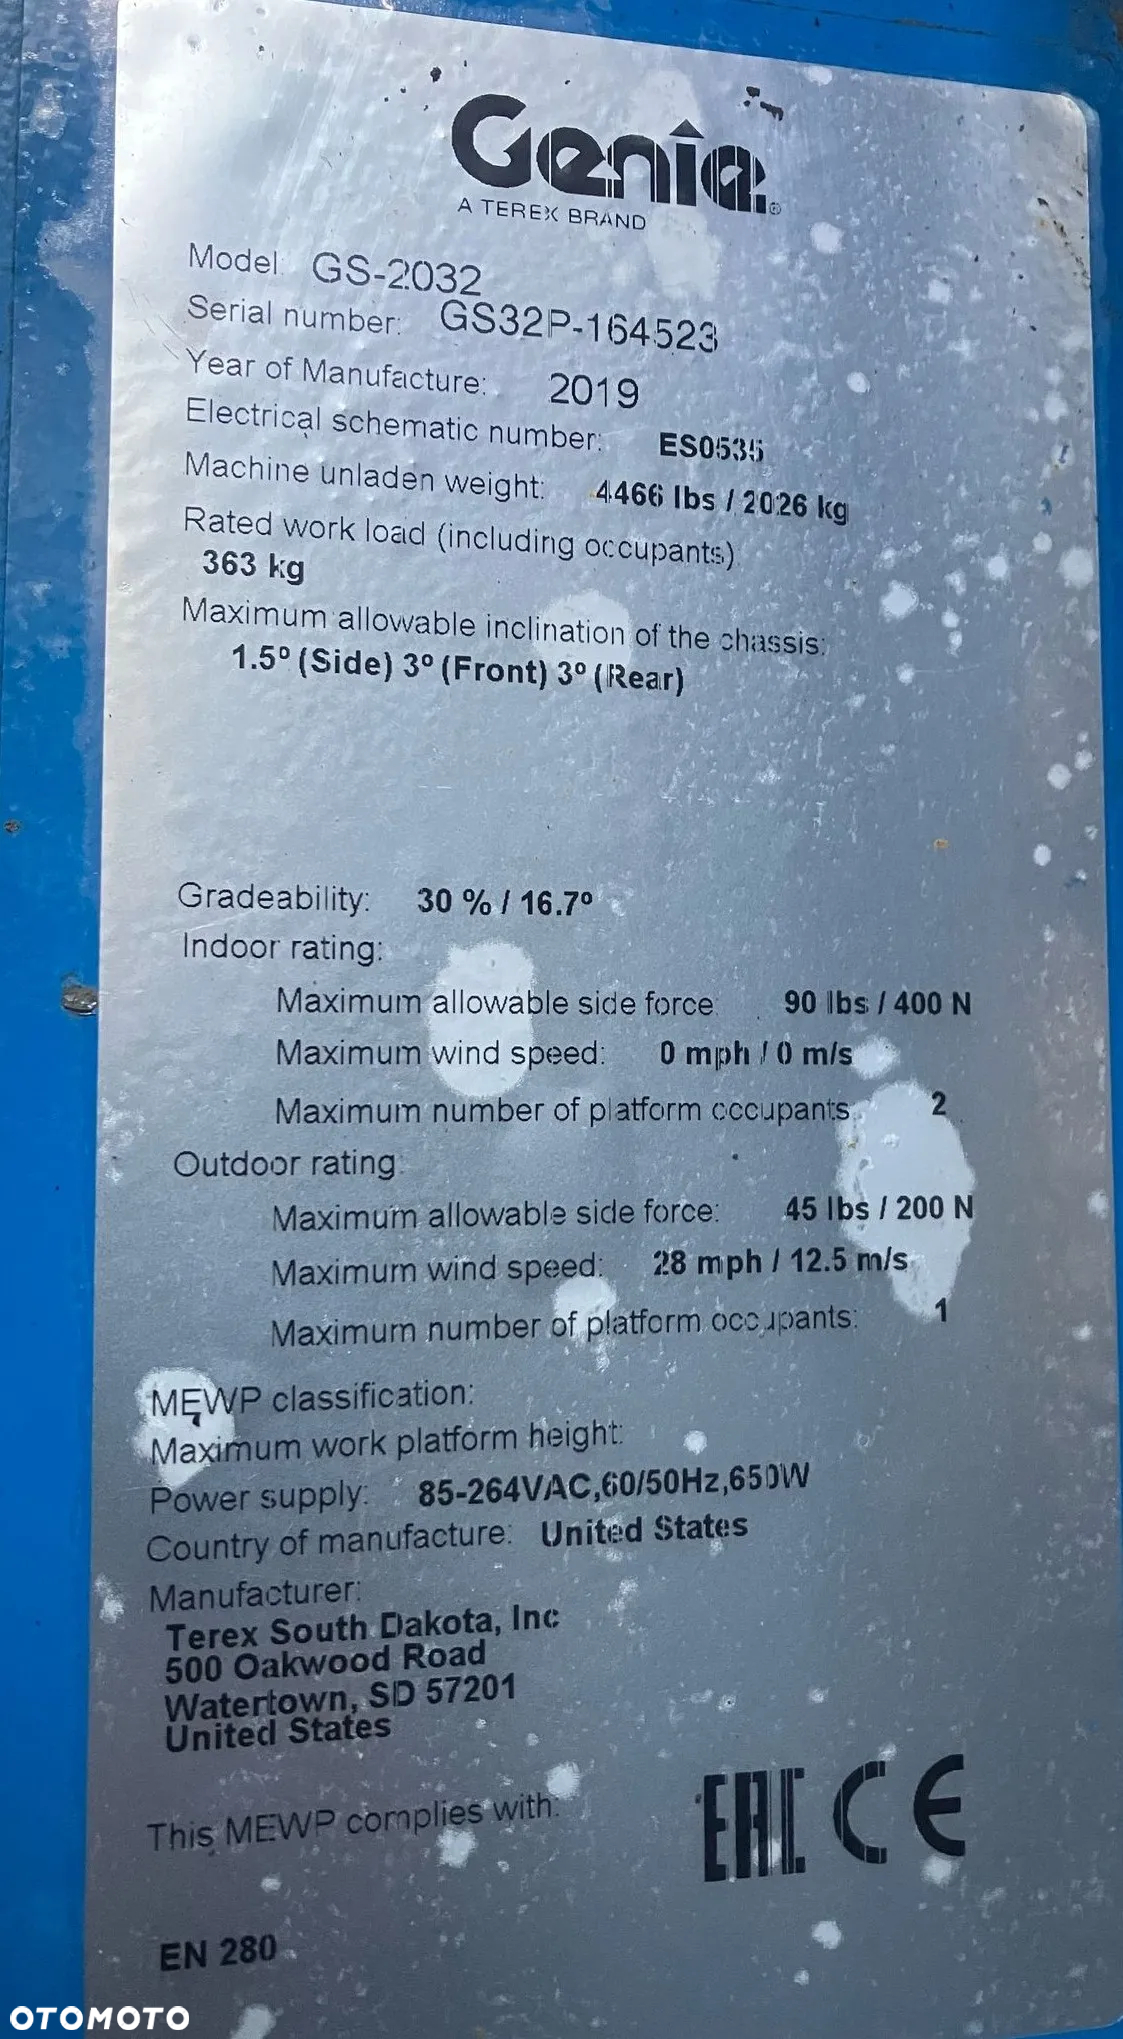 Genie
A TEREX BRAND
Model: GS-2032
Serial number: GS32P-164523
Year of Manufacture: 2019
Electrical schematic number: ES0535
Machine unladen weight: 4466 lbs / 2026 kg
Rated work load (including occupants)
363 kg
Maximum allowable inclination of the chassis:
1.5º (Side) 3º (Front) 3º (Rear)
Gradeability: 30 % / 16.7º
Indoor rating:
Maximum allowable side force: 90 lbs / 400 N
Maximum wind speed: 0 mph / 0 m/s
Maximum number of platform occupants: 2
Outdoor rating:
Maximum allowable side force: 45 lbs / 200 N
Maximum wind speed: 28 mph / 12.5 m/s
Maximum number of platform occupants: 1
MEWP classification:
Maximum work platform height:
Power supply: 85-264VAC,60/50Hz,650W
Country of manufacture: United States
Manufacturer:
Terex South Dakota, Inc
500 Oakwood Road
Watertown, SD 57201
United States
This MEWP complies with:
EAC CE
EN 280
OTOMOTO